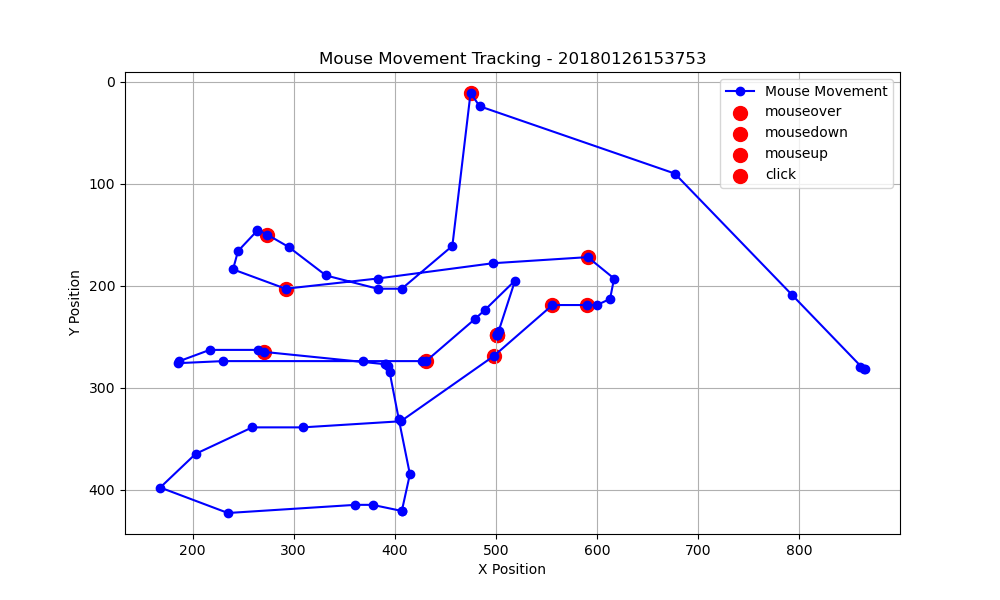 Mouse Movement Tracking - 20180126153753
Mouse Movement
mouseover
mousedown
mouseup
click
Y Position
0
100
200
300
400
200 300 400 500 600 700 800
X Position